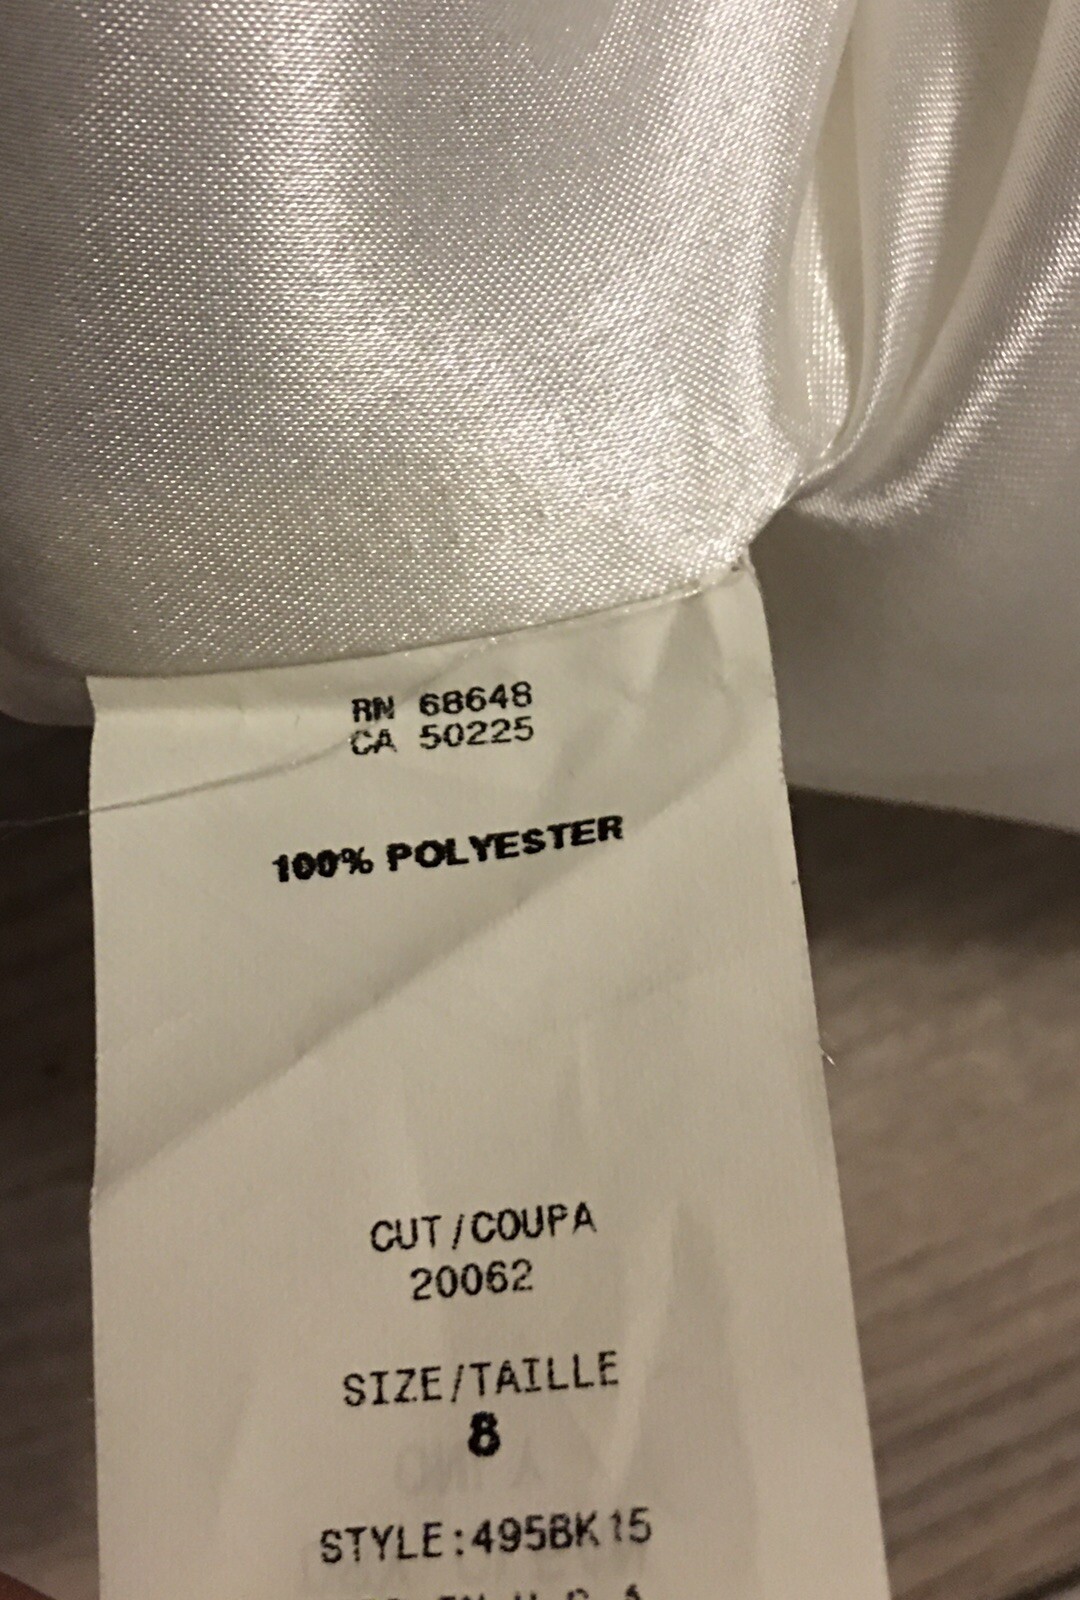 RN 68648
CA 50225
100% POLYESTER
CUT/COUPA
20062
SIZE/TAILLE
8
STYLE:495BK15